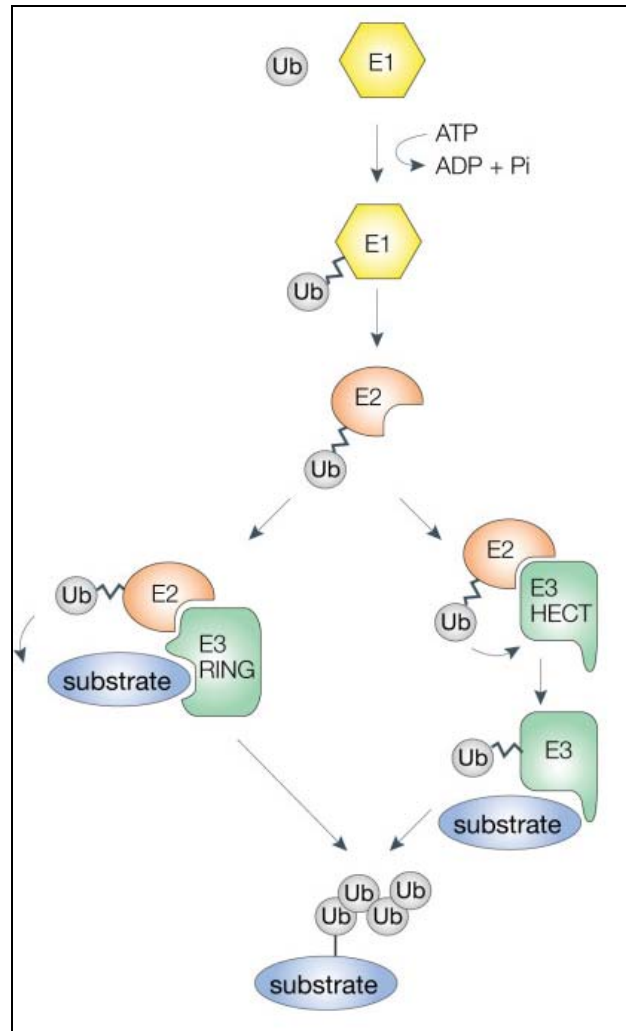 Ub
E1
ATP
ADP + Pi
E1
Ub
E2
Ub
Ub
E2
E3
RING
substrate
E2
Ub
E3
HECT
Ub
E3
substrate
Ub
Ub
Ub
Ub
substrate